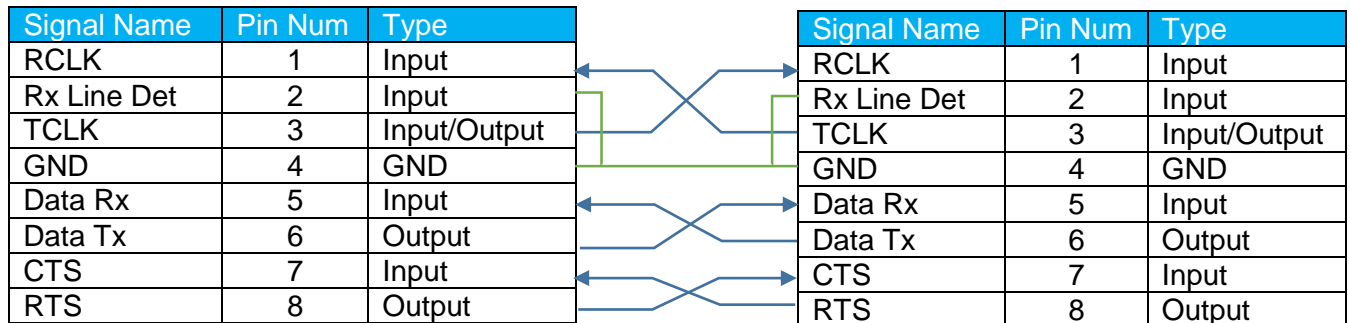 Signal Name Pin Num Type
RCLK 1 Input
Rx Line Det 2 Input
TCLK 3 Input/Output
GND 4 GND
Data Rx 5 Input
Data Tx 6 Output
CTS 7 Input
RTS 8 Output
Signal Name Pin Num Type
RCLK 1 Input
Rx Line Det 2 Input
TCLK 3 Input/Output
GND 4 GND
Data Rx 5 Input
Data Tx 6 Output
CTS 7 Input
RTS 8 Output